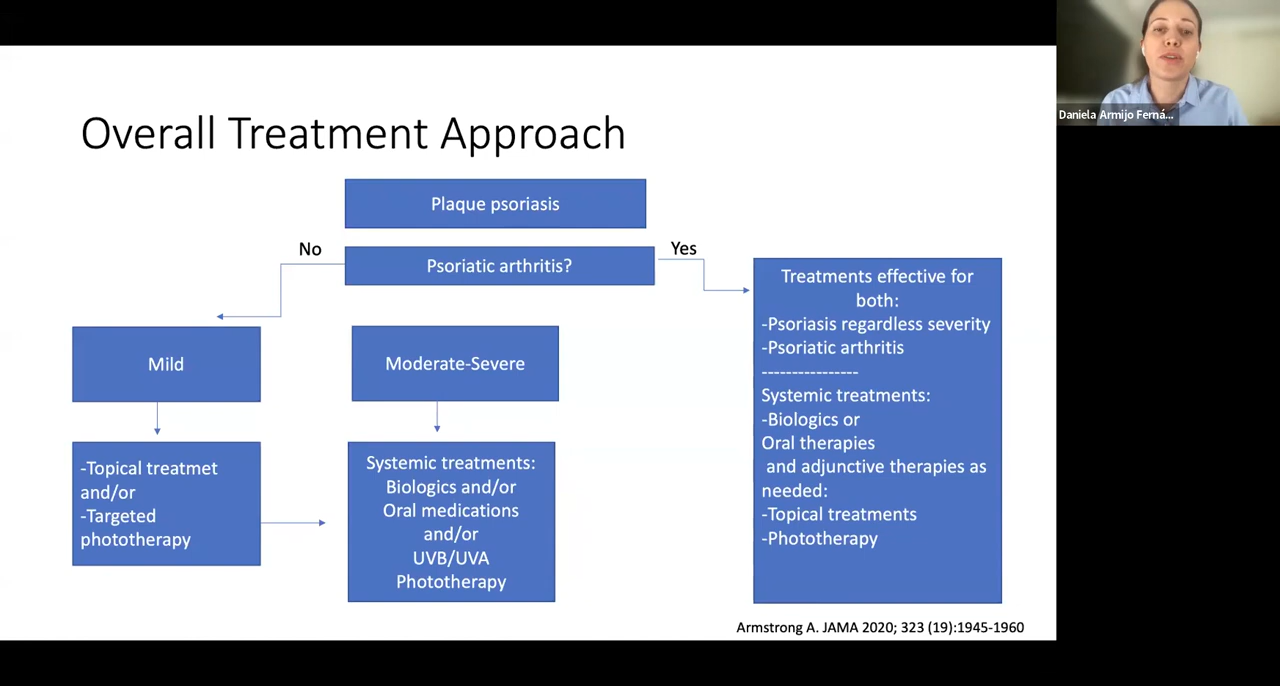 Overall Treatment Approach
Plaque psoriasis
No
Psoriatic arthritis?
Yes
Mild
Moderate-Severe
-Topical treatmet
and/or
-Targeted
phototherapy
Systemic treatments:
Biologics and/or
Oral medications
and/or
UVB/UVA
Phototherapy
Treatments effective for
both:
-Psoriasis regardless severity
-Psoriatic arthritis
----------------
Systemic treatments:
-Biologics or
Oral therapies
and adjunctive therapies as
needed:
-Topical treatments
-Phototherapy
Armstrong A. JAMA 2020; 323 (19):1945-1960
Daniela Armijo Ferná...